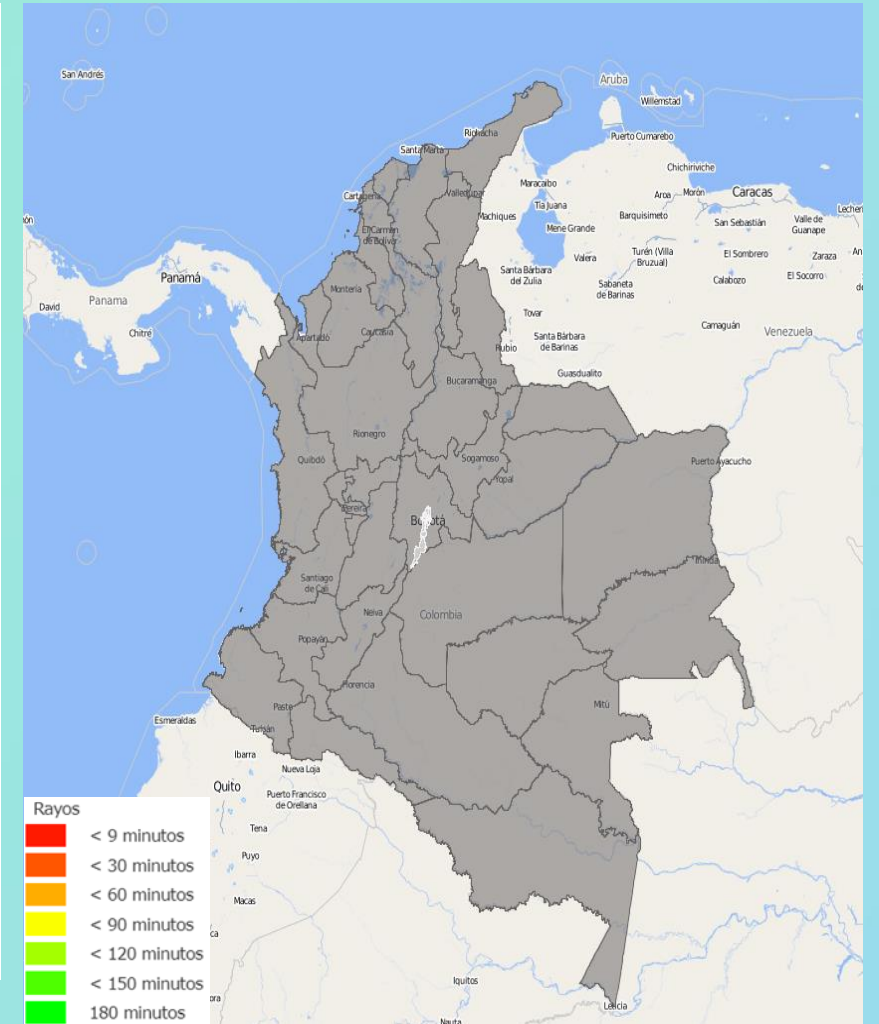 San Andrés
Aruba
Willemstad
Riohacha
Puerto Cumarebo
Santa Marta
Chichiriviche
Maracaibo
Cartagena
Valledupar
Aroa
Morón
Caracas
Tía Juana
Lecher
Machiques
Barquisimeto
San Sebastián
Valle de
Guanape
Mene Grande
El Carmen
de Bolívar
Turén (Villa
Bruzual)
El Sombrero
Zaraza
An
Valera
Panamá
Santa Bárbara
del Zulia
Sabaneta
de Barinas
Calabozo
El Socorro
Montería
Panama
David
Tovar
Camaguán
Venezuela
Chitré
Apartadó
Caucasia
Santa Bárbara
de Barinas
Rubio
Guasdualito
Bucaramanga
Rionegro
Quibdó
Sogamoso
Puerto Ayacucho
Yopal
Pereira
Bogotá
Inírida
Santiago
de Cali
Neiva
Colombia
Popayán
Florencia
Mitú
Pasto
Esmeraldas
Tulcán
Ibarra
Nueva Loja
Quito
Puerto Francisco
de Orellana
Tena
Puyo
Macas
Iquitos
Nauta
Leticia
Rayos
< 9 minutos
< 30 minutos
< 60 minutos
< 90 minutos
< 120 minutos
< 150 minutos
180 minutos